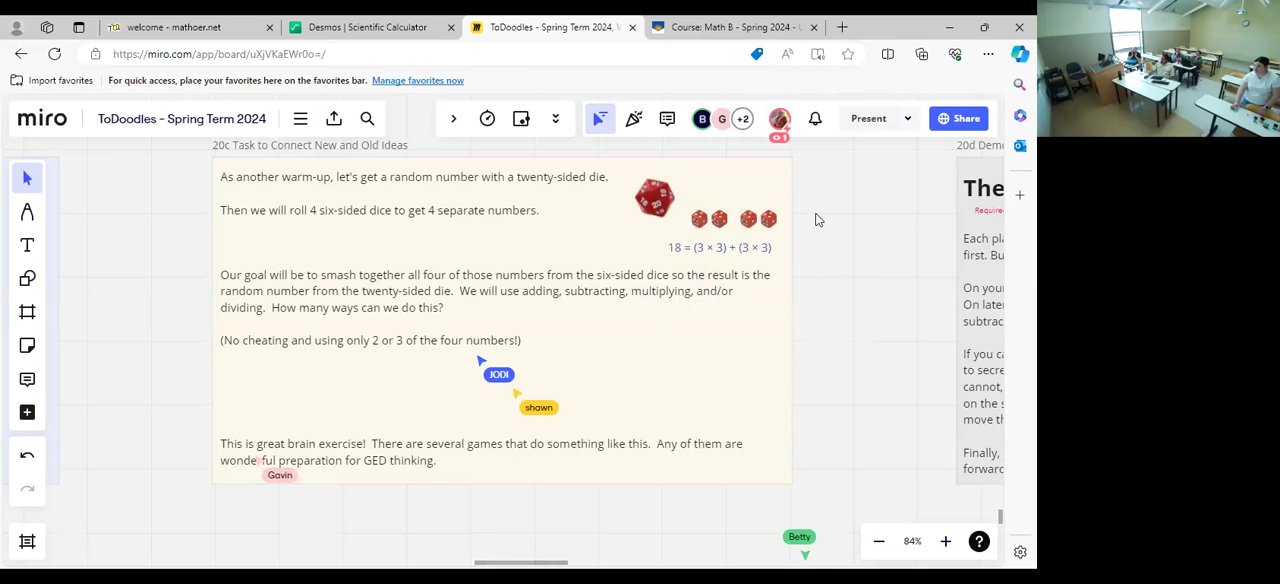 welcome - mathoer.net
Desmos | Scientific Calculator
ToDoodles - Spring Term 2024, V
Course: Math B - Spring 2024 - L
https://miro.com/app/board/uXjVKaEWr0o=/
Import favorites
For quick access, place your favorites here on the favorites bar. Manage favorites now
miro
ToDoodles - Spring Term 2024
B
G
+2
1
Present
Share
20c Task to Connect New and Old Ideas
As another warm-up, let's get a random number with a twenty-sided die.
Then we will roll 4 six-sided dice to get 4 separate numbers.
18 = (3 × 3) + (3 × 3)
Our goal will be to smash together all four of those numbers from the six-sided dice so the result is the
random number from the twenty-sided die. We will use adding, subtracting, multiplying, and/or
dividing. How many ways can we do this?
(No cheating and using only 2 or 3 of the four numbers!)
JODI
shawn
This is great brain exercise! There are several games that do something like this. Any of them are
wonderful preparation for GED thinking.
Gavin
Betty
20d Dem
The
Require
Each pla
first. Bu
On your
On later
subtrac
If you ca
to secre
cannot,
on the s
move th
Finally,
forward
84%